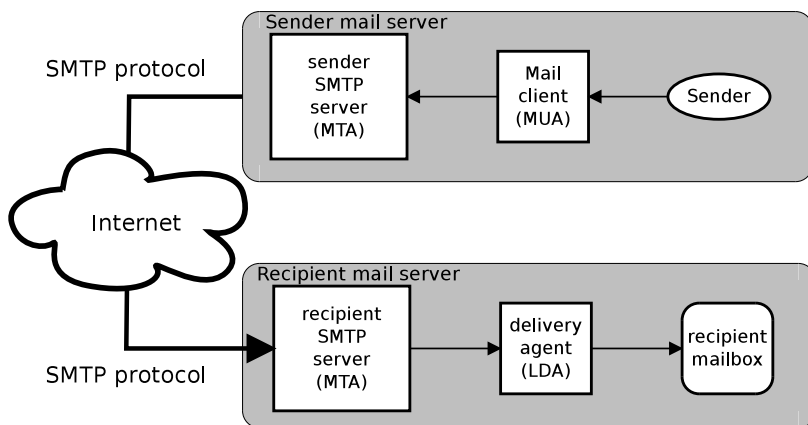 Sender mail server
SMTP protocol
sender
SMTP
server
(MTA)
Mail
client
(MUA)
Sender
Internet
Recipient mail server
recipient
SMTP
server
(MTA)
delivery
agent
(LDA)
recipient
mailbox
SMTP protocol